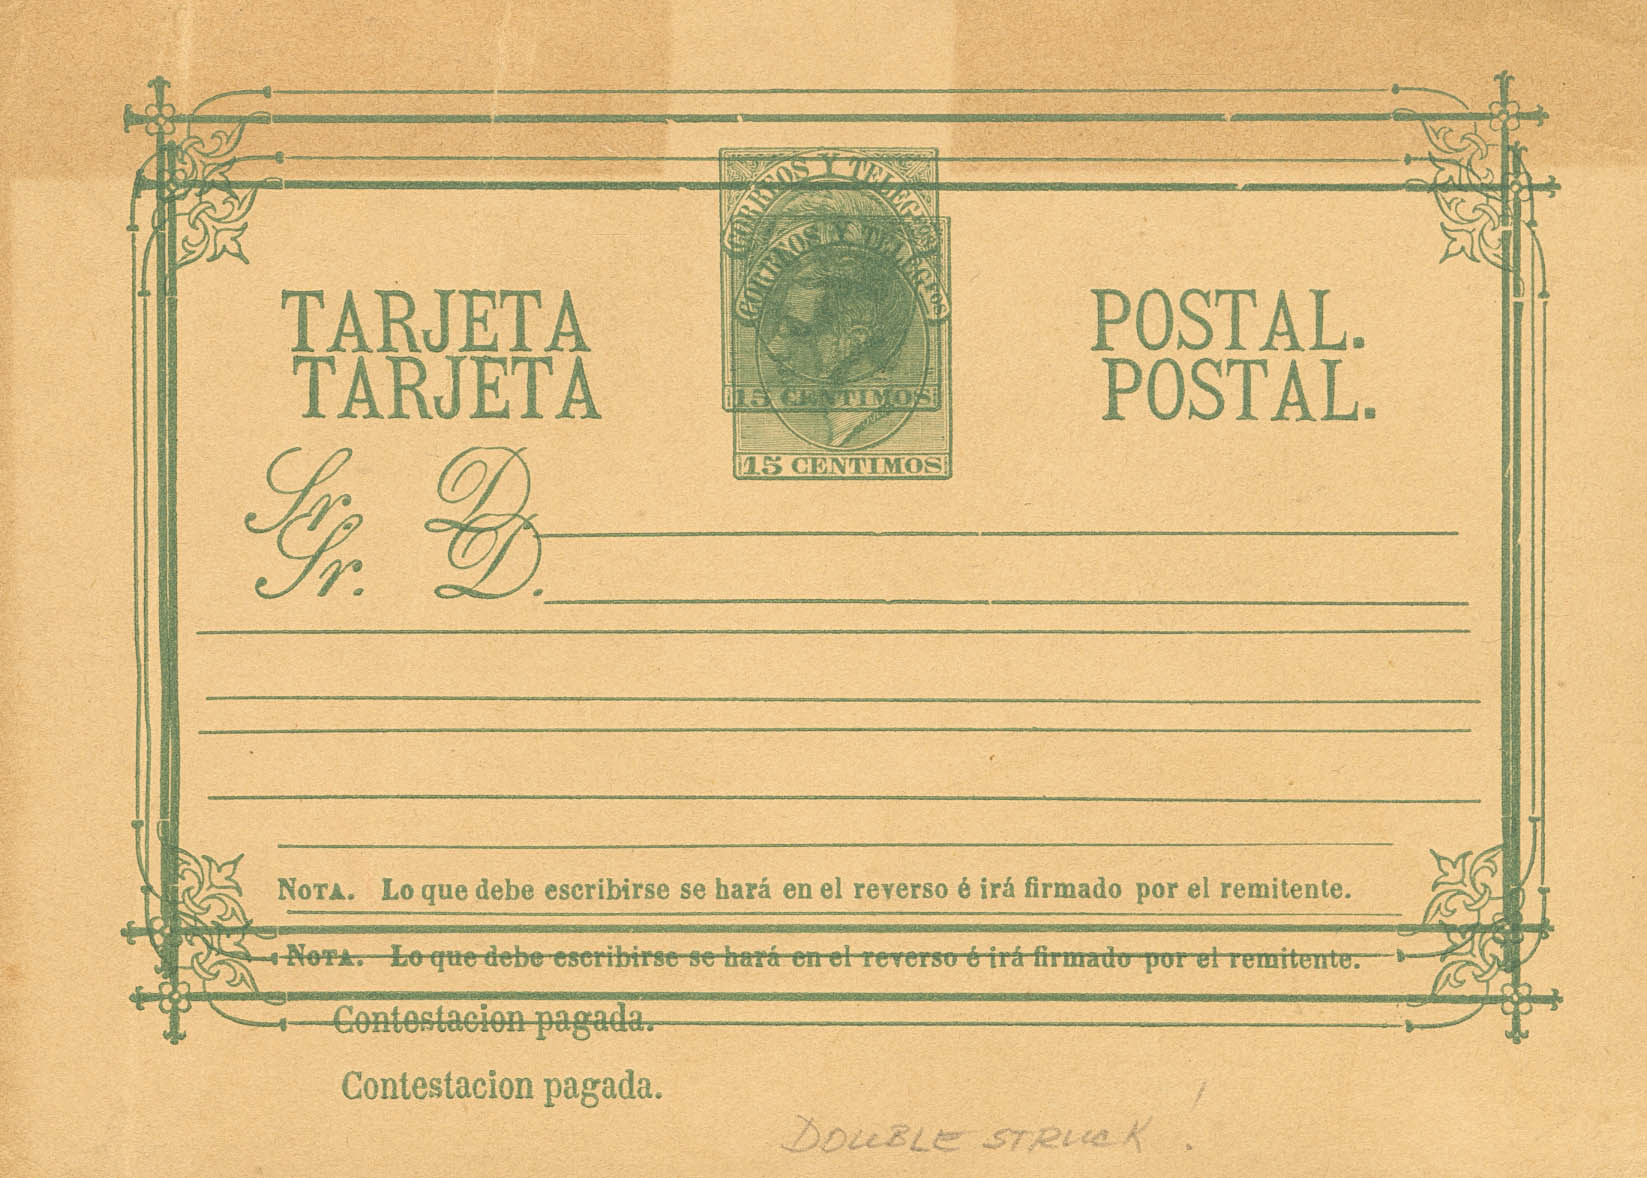 CORREOS Y TELEGFOS
CORREOS Y TELEGFOS
TARJETA POSTAL.
TARJETA POSTAL.
15 CENTIMOS
15 CENTIMOS
Sr. D.
Sr. D.
NOTA. Lo que debe escribirse se hará en el reverso é irá firmado por el remitente.
NOTA. Lo que debe escribirse se hará en el reverso é irá firmado por el remitente.
Contestacion pagada.
Contestacion pagada.
DOUBLE STRUCK!